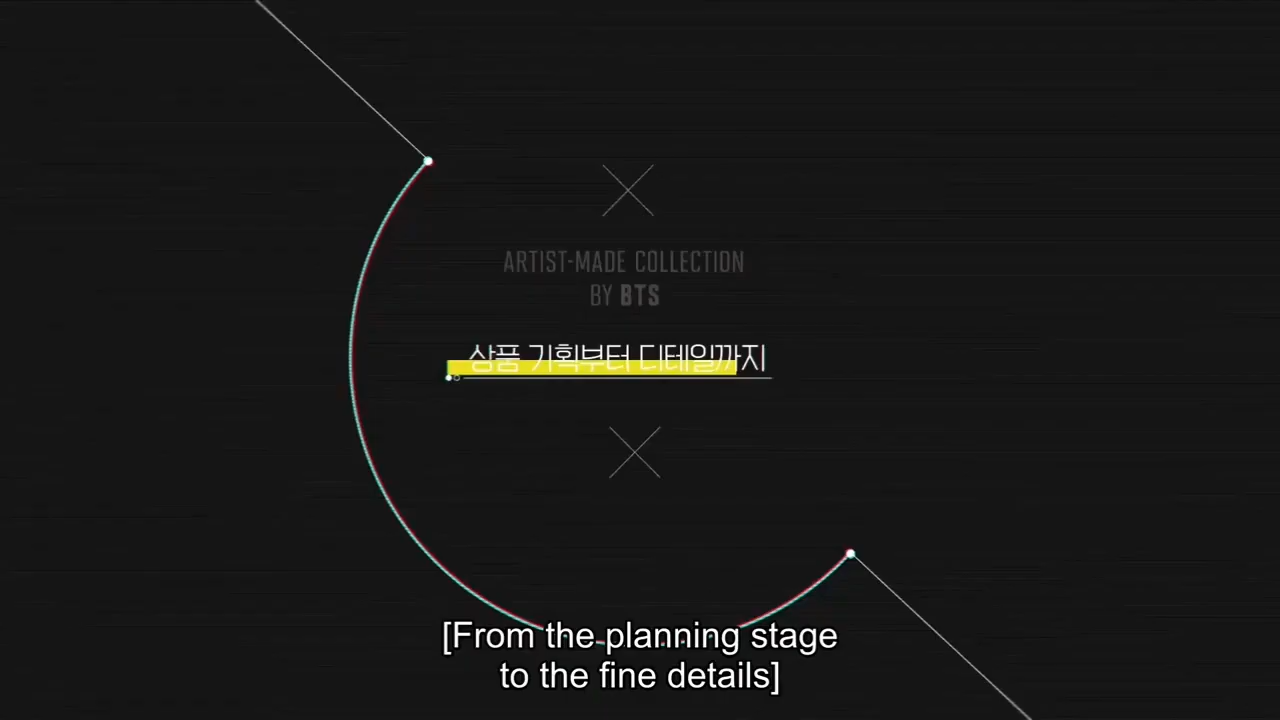 ARTIST-MADE COLLECTION
BY BTS
상품 기획부터 디테일까지
[From the planning stage
to the fine details]